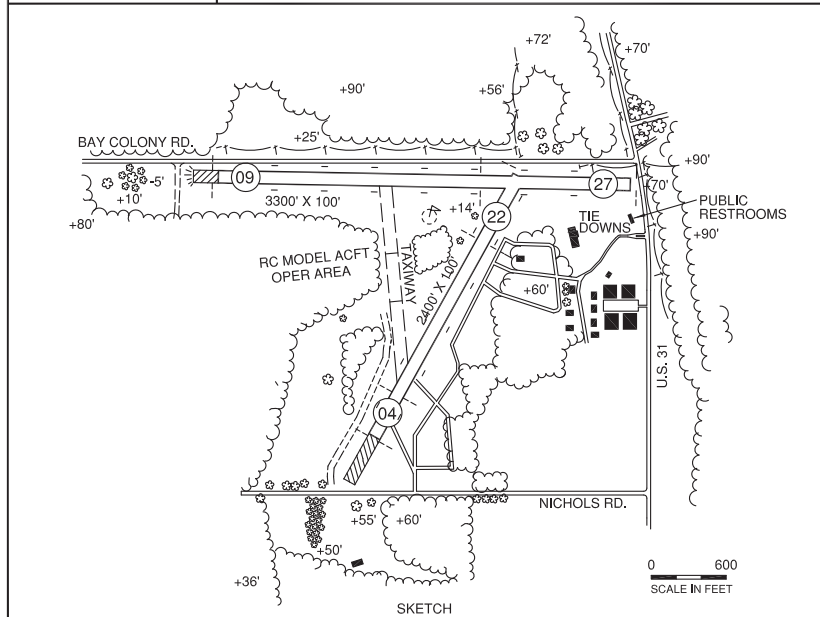 +72'
+70'
+90'
+56'
+25'
BAY COLONY RD.
+90'
-5'
09
27
+70'
+10'
3300' X 100'
+14'
22
PUBLIC
RESTROOMS
+80'
TIE
DOWNS
+90'
RC MODEL ACFT
OPER AREA
TAXIWAY
2400' X 100'
+60'
U.S. 31
04
NICHOLS RD.
+55'
+60'
+50'
+36'
0 600
SCALE IN FEET
SKETCH